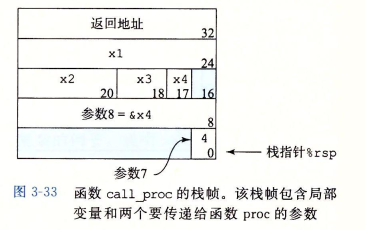 返回地址
32
x1
24
x2 x3 x4
20 18 17 16
参数8 = &x4
8
4
0
栈指针%rsp
参数7
图 3-33 函数 call_proc 的栈帧。该栈帧包含局部
变量和两个要传递给函数 proc 的参数